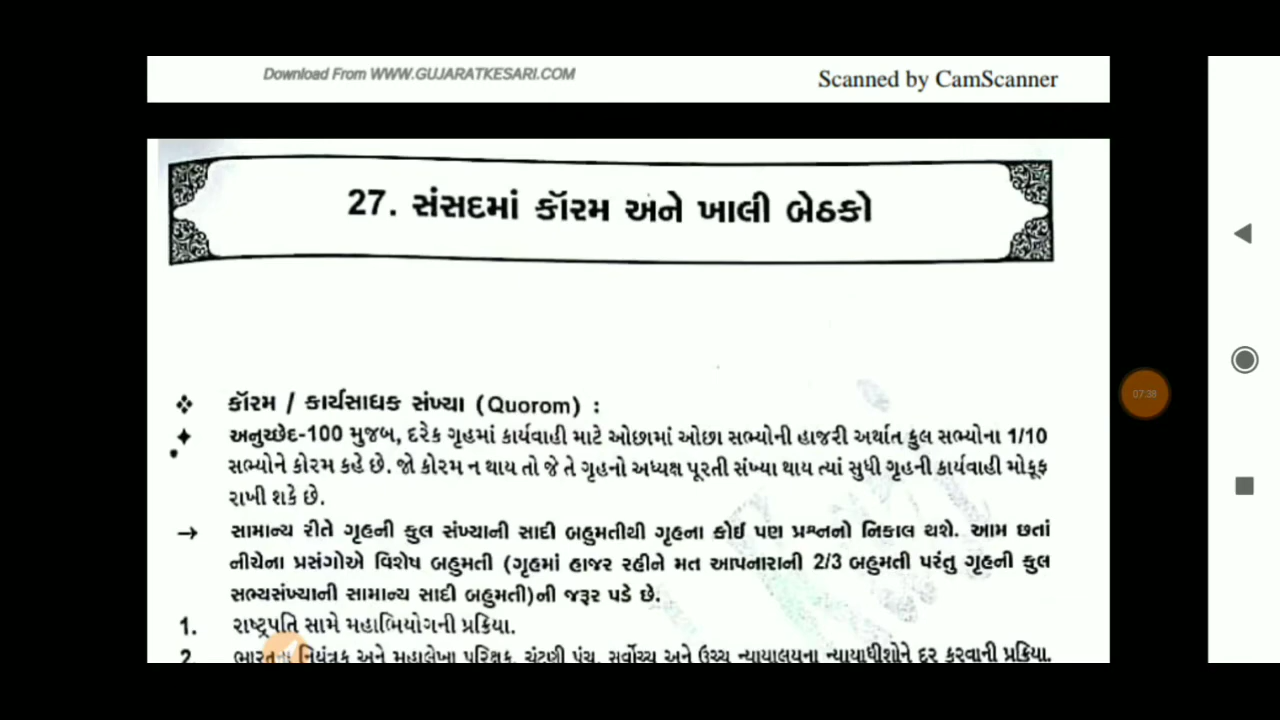 Download From WWW.GUJARATKESARI.COM
Scanned by CamScanner
27. સંસદમાં કૉરમ અને ખાલી બેઠકો
❖ કૉરમ / કાર્યસાધક સંખ્યા (Quorom) :
✦ અનુચ્છેદ-100 મુજબ, દરેક ગૃહમાં કાર્યવાહી માટે ઓછામાં ઓછા સભ્યોની હાજરી અર્થાત કુલ સભ્યોના 1/10
સભ્યોને કોરમ કહે છે. જો કોરમ ન થાય તો જે તે ગૃહનો અધ્યક્ષ પૂરતી સંખ્યા થાય ત્યાં સુધી ગૃહની કાર્યવાહી મોકૂફ
રાખી શકે છે.
→ સામાન્ય રીતે ગૃહની કુલ સંખ્યાની સાદી બહુમતીથી ગૃહના કોઈ પણ પ્રશ્નનો નિકાલ થશે. આમ છતાં
નીચેના પ્રસંગોએ વિશેષ બહુમતી (ગૃહમાં હાજર રહીને મત આપનારાની 2/3 બહુમતી પરંતુ ગૃહની કુલ
સભ્યસંખ્યાની સામાન્ય સાદી બહુમતી)ની જરૂર પડે છે.
1. રાષ્ટ્રપતિ સામે મહાભિયોગની પ્રક્રિયા.
2 ભારતના નિયંત્રક અને મહાલેખા પરિક્ષક, ચૂંટણી પંચ, સર્વોચ્ચ અને ઉચ્ચ ન્યાયાલયના ન્યાયાધીશોને દૂર કરવાની પ્રક્રિયા.
07:38